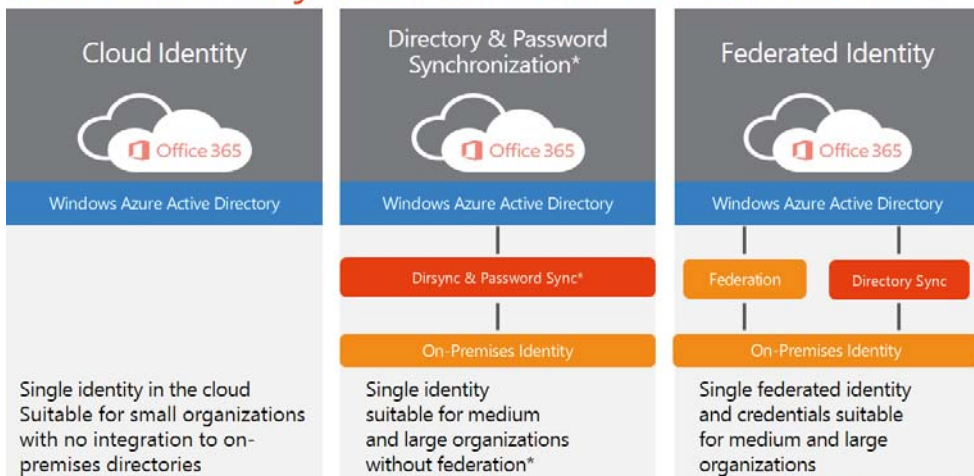 Cloud Identity
Office 365
Windows Azure Active Directory
Single identity in the cloud
Suitable for small organizations
with no integration to on-
premises directories
Directory & Password
Synchronization*
Office 365
Windows Azure Active Directory
Dirsync & Password Sync*
On-Premises Identity
Single identity
suitable for medium
and large organizations
without federation*
Federated Identity
Office 365
Windows Azure Active Directory
Federation
Directory Sync
On-Premises Identity
Single federated identity
and credentials suitable
for medium and large
organizations